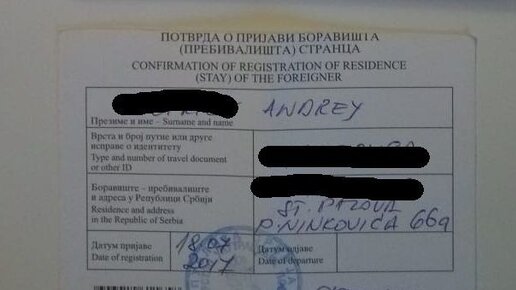 ПОТВРДА О ПРИЈАВИ БОРАВИШТА
(ПРЕБИВАЛИШТА) СТРАНЦА
CONFIRMATION OF REGISTRATION OF RESIDENCE
(STAY) OF THE FOREIGNER
ANDREY
Презиме и име – Surname and name
Врста и број путне или друге
исправе о идентитету
Type and number of travel document
or other ID
Боравиште – пребивалиште
и адреса у Републици Србији
Residence and address
in the Republic of Serbia
ST. PAZOVA
P. NINKOVIĆA 66a
Датум пријаве
Date of registration
18.07
2017
Датум одјаве
Date of departure